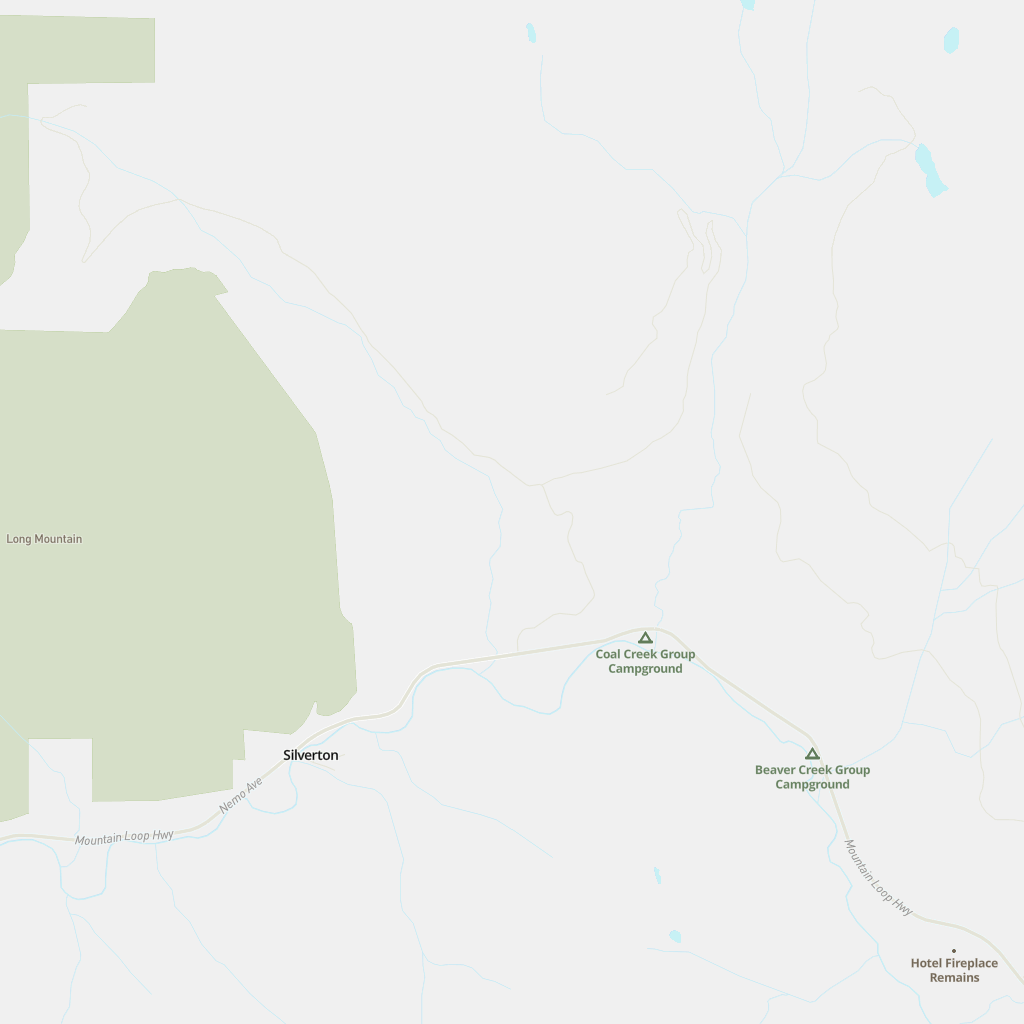 Long Mountain
Coal Creek Group
Campground
Silverton
Beaver Creek Group
Campground
Nemo Ave
Mountain Loop Hwy
Mountain Loop Hwy
Hotel Fireplace
Remains